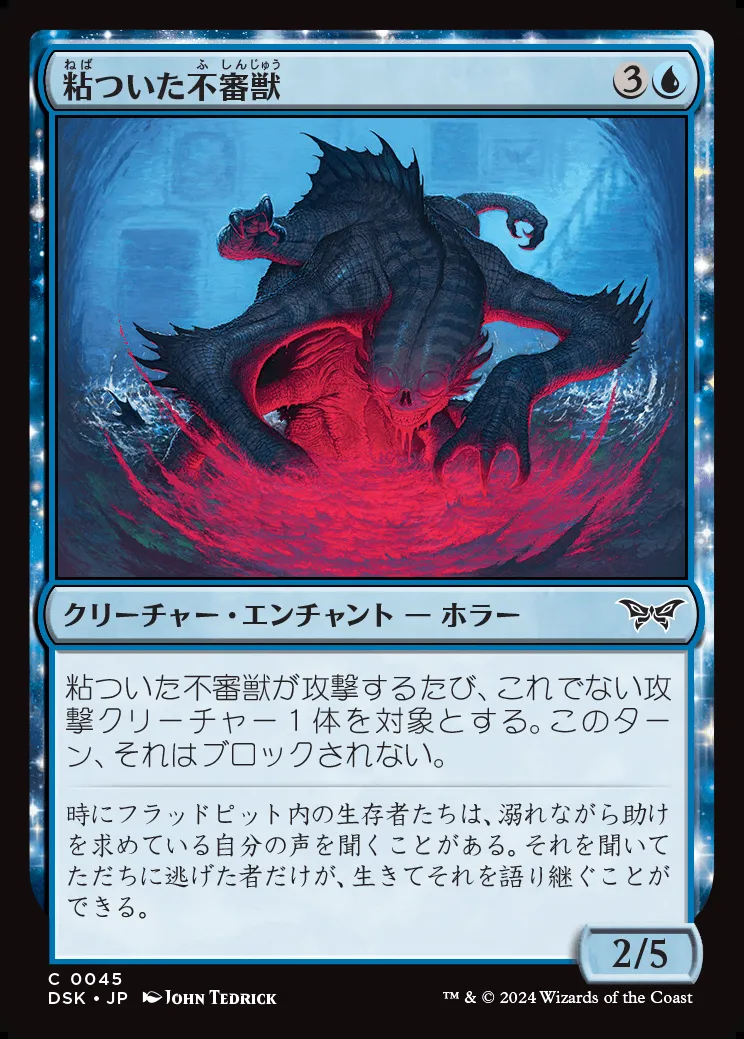 粘ついた不審獣
3
クリーチャー・エンチャント — ホラー
粘ついた不審獣が攻撃するたび、これでない攻
撃クリーチャー１体を対象とする。このター
ン、それはブロックされない。
時にフラッドピット内の生存者たちは、溺れながら助け
を求めている自分の声を聞くことがある。それを聞いて
ただちに逃げた者だけが、生きてそれを語り継ぐことが
できる。
2/5
C 0045
DSK • JP John Tedrick
™ & © 2024 Wizards of the Coast